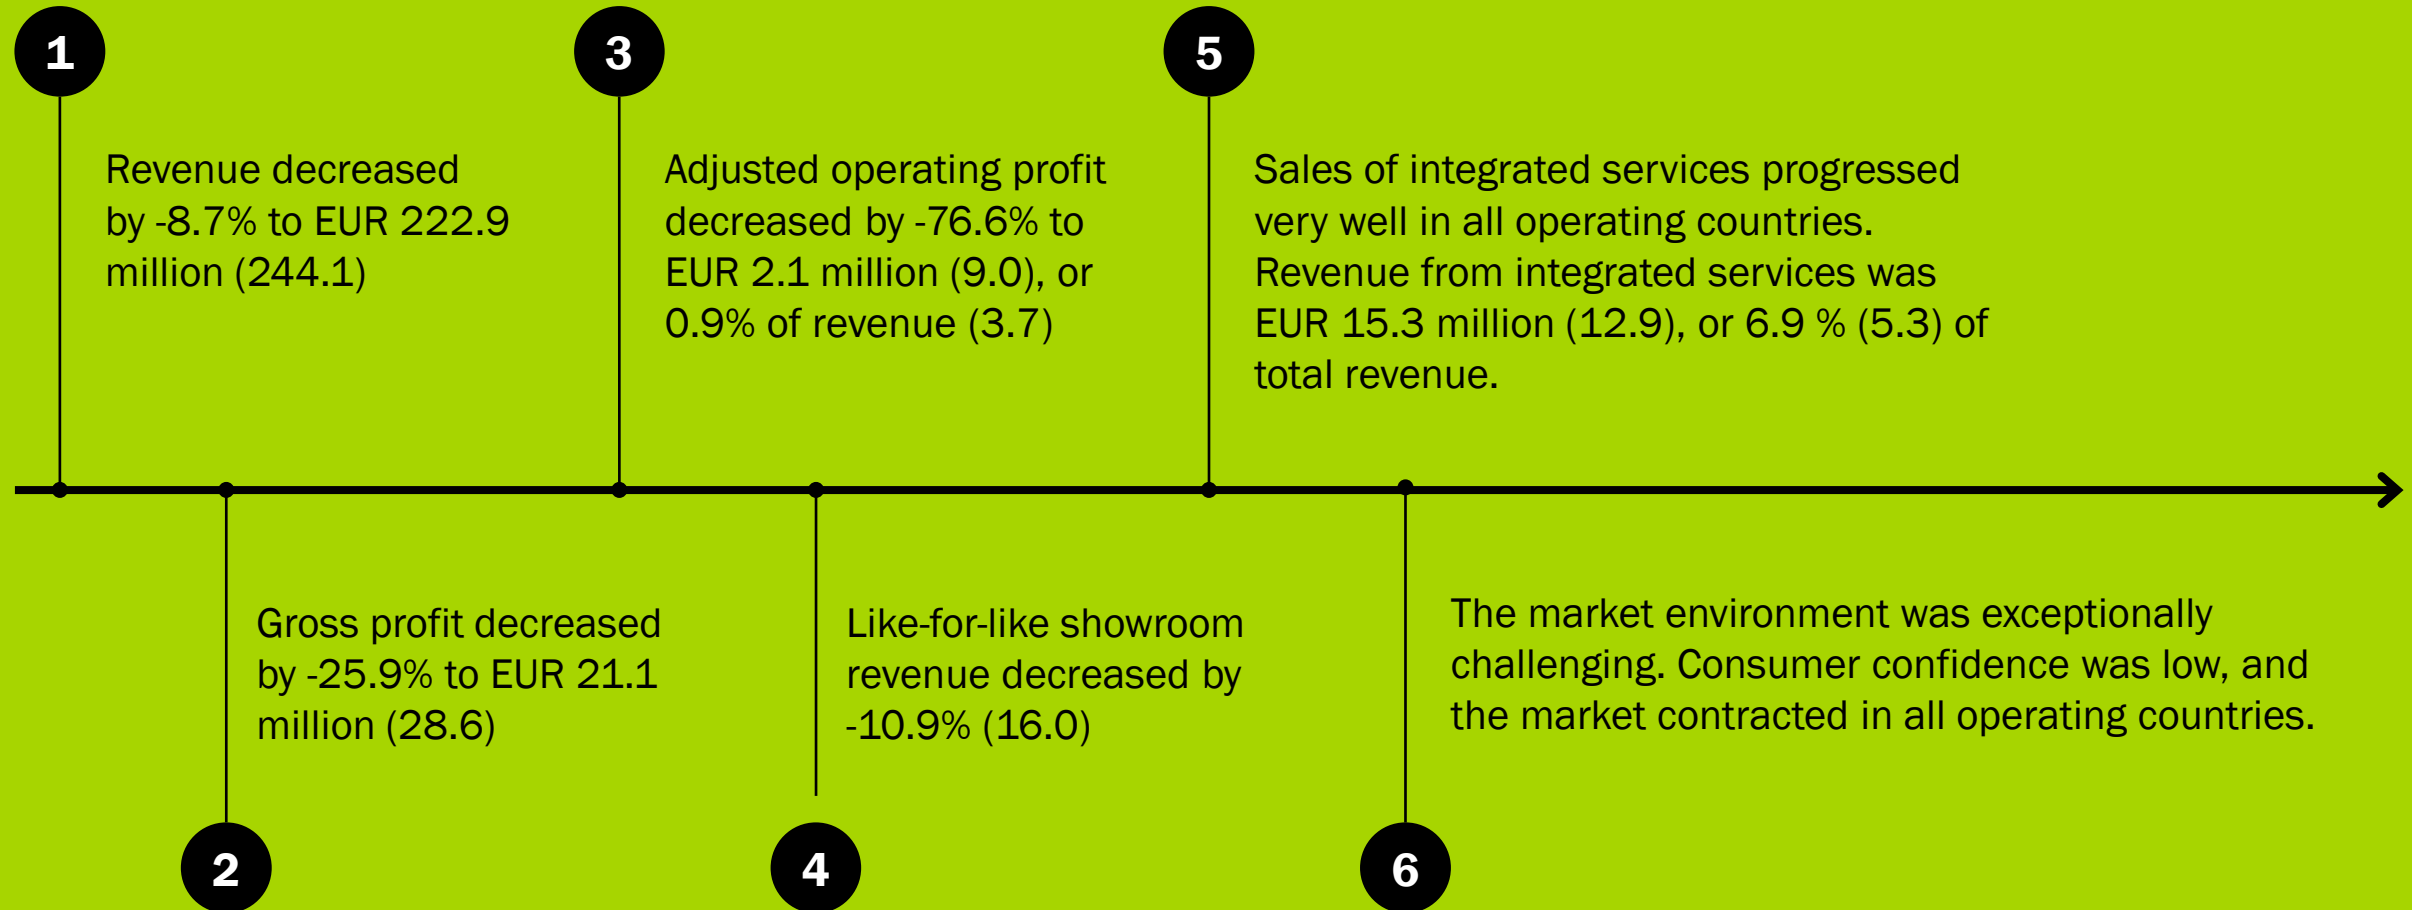 1
Revenue decreased
by -8.7% to EUR 222.9
million (244.1)
2
Gross profit decreased
by -25.9% to EUR 21.1
million (28.6)
3
Adjusted operating profit
decreased by -76.6% to
EUR 2.1 million (9.0), or
0.9% of revenue (3.7)
4
Like-for-like showroom
revenue decreased by
-10.9% (16.0)
5
Sales of integrated services progressed
very well in all operating countries.
Revenue from integrated services was
EUR 15.3 million (12.9), or 6.9 % (5.3) of
total revenue.
6
The market environment was exceptionally
challenging. Consumer confidence was low, and
the market contracted in all operating countries.